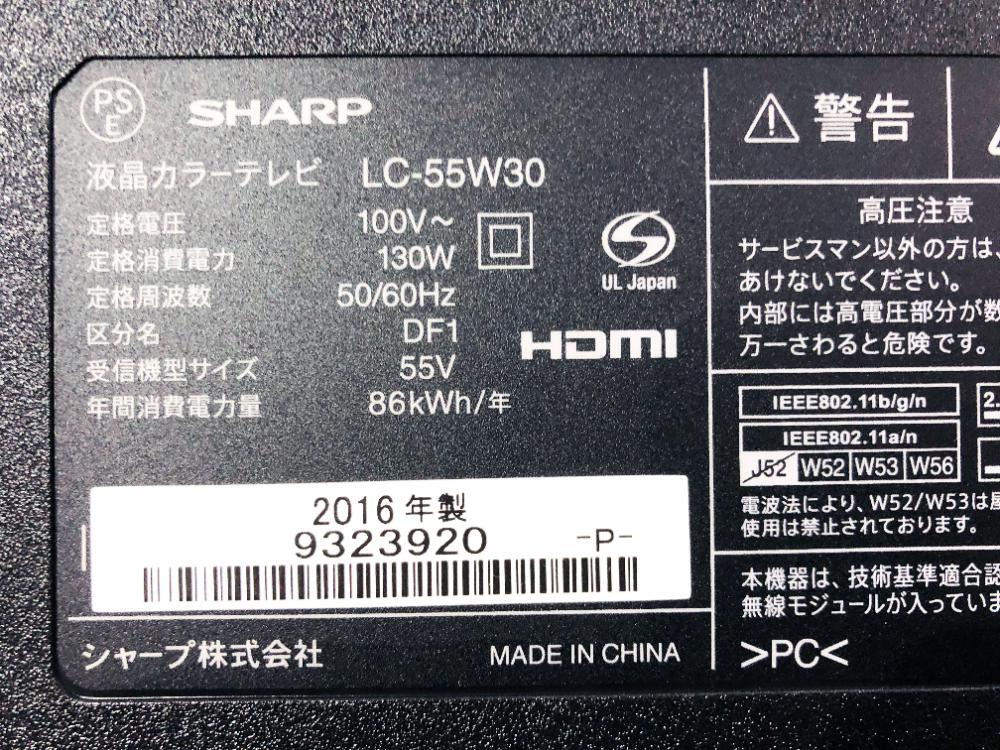 PSE SHARP
液晶カラーテレビ LC-55W30
定格電圧 100V～
定格消費電力 130W
定格周波数 50/60Hz
区分名 DF1
受信機型サイズ 55V
年間消費電力量 86kWh/年
UL Japan
HDMI
2016年製
9323920 -P-
シャープ株式会社 MADE IN CHINA
警告
高圧注意
サービスマン以外の方は、
あけないでください。
内部には高電圧部分が数
万一さわると危険です。
IEEE802.11b/g/n
2.
IEEE802.11a/n
J52 W52 W53 W56
電波法により、W52/W53は屋
使用は禁止されております。
本機器は、技術基準適合認
無線モジュールが入っていま
>PC<